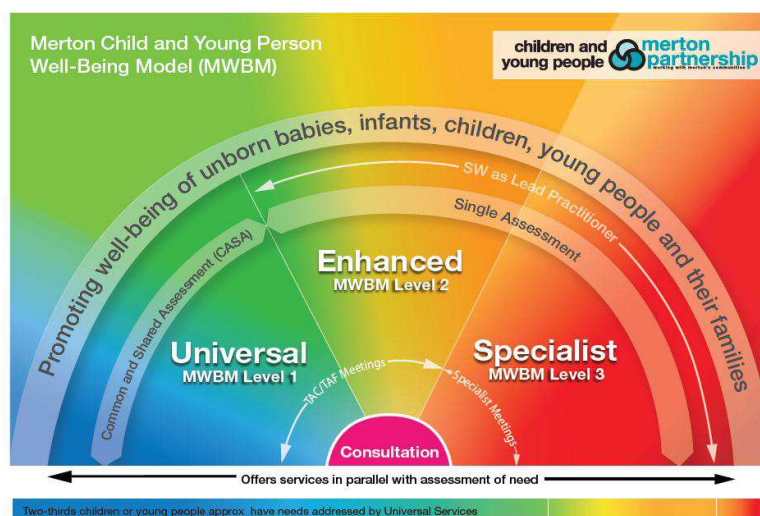 Merton Child and Young Person
Well-Being Model (MWBM)
children and
young people
merton
partnership
working with merton's communities
Promoting well-being of unborn babies, infants, children, young people and their families
SW as Lead Practitioner
Single Assessment
Common and Shared Assessment (CASA)
Enhanced
MWBM Level 2
Universal
MWBM Level 1
Specialist
MWBM Level 3
TAC/TAF Meetings
Specialist Meetings
Consultation
Offers services in parallel with assessment of need
Two-thirds children or young people approx have needs addressed by Universal Services